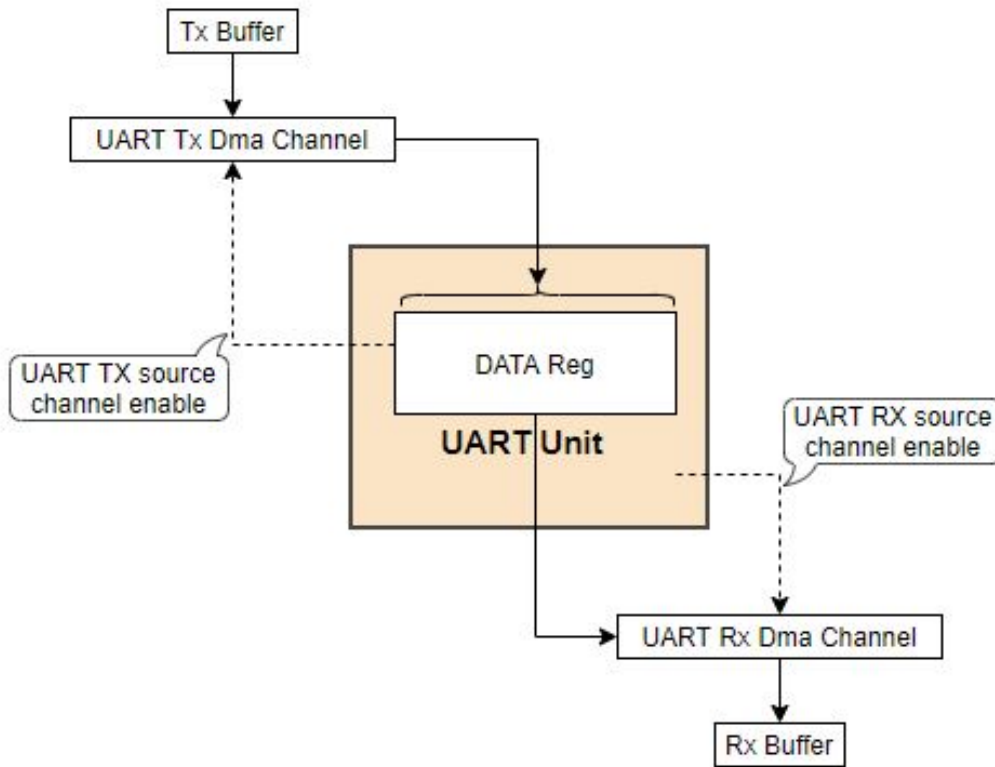 Tx Buffer
UART Tx Dma Channel
DATA Reg
UART TX source
channel enable
UART Unit
UART RX source
channel enable
UART Rx Dma Channel
Rx Buffer